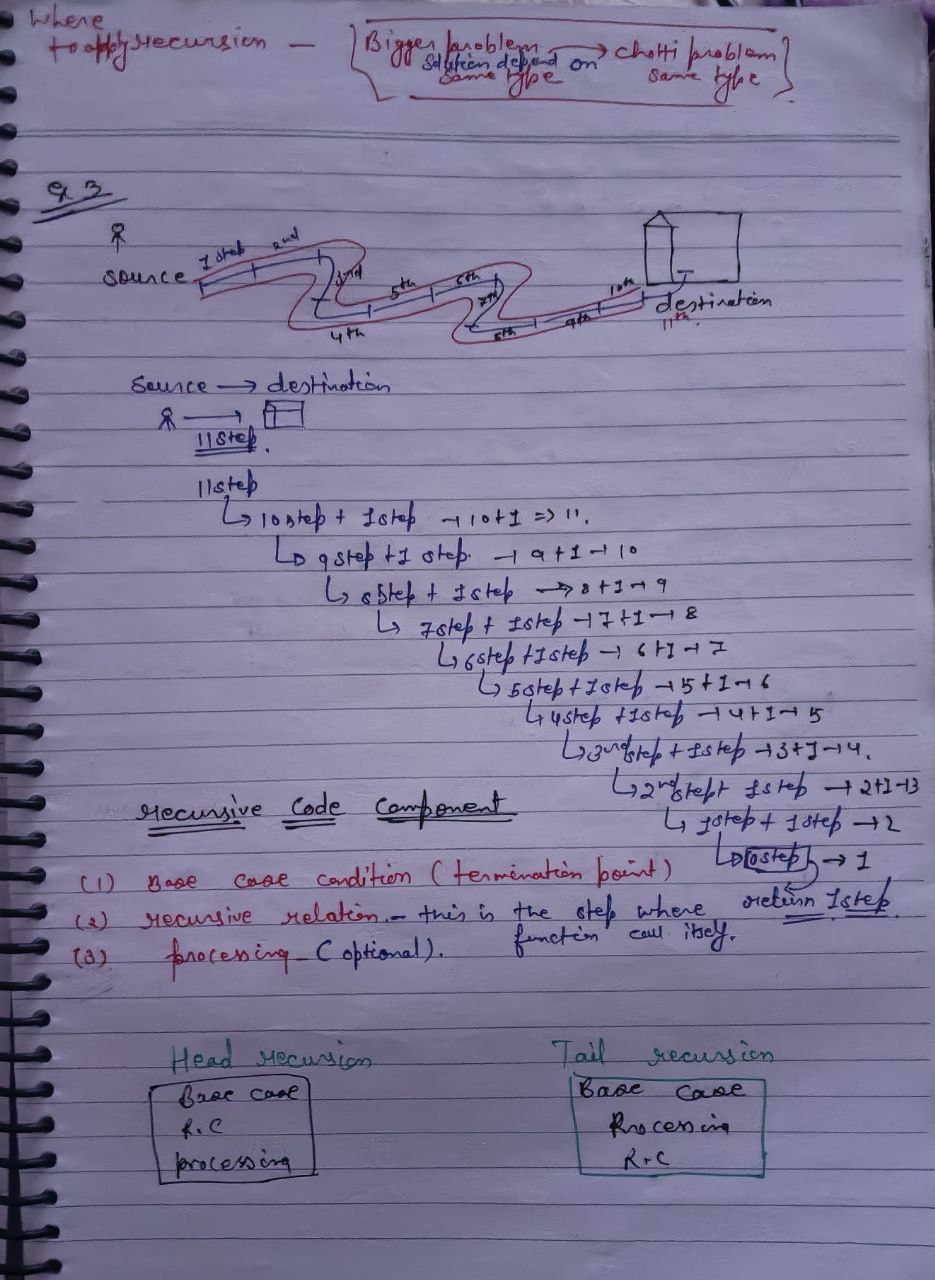 where
to apply recursion - Bigger problem → chotti problem
solution depend on
same type same type
Ex 3
1 step 2nd 3rd 4th 5th 6th 7th 8th 9th 10th
source
destination
11th
Source → destination
11 step.
11 step
↳ 10 step + 1 step → 10+1 => 11.
↳ 9 step + 1 step. → 9+1 → 10
↳ 8 step + 1 step → 8+1 → 9
↳ 7 step + 1 step → 7+1 → 8
↳ 6 step + 1 step → 6+1 → 7
↳ 5 step + 1 step → 5+1 → 6
↳ 4 step + 1 step → 4+1 → 5
↳ 3rd step + 1 step → 3+1 → 4.
↳ 2nd step + 1 step → 2+1 → 3
↳ 1 step + 1 step → 2
↳ 0 step → 1
return 1 step
recursive Code Component
(1) Base case condition (termination point)
(2) recursive relation - this is the step where
function call itself.
(3) processing (optional).
Head recursion
Base case
R.C
processing
Tail recursion
Base case
Processing
R.C